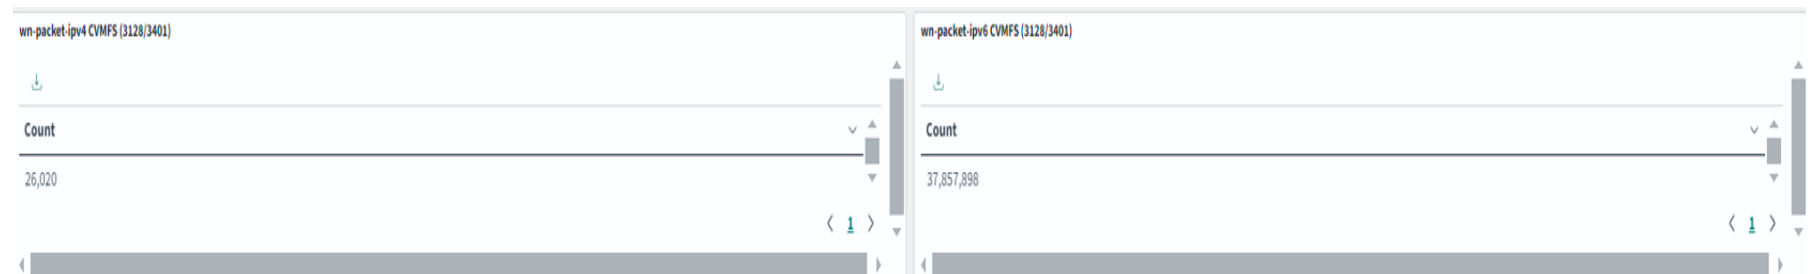 wn-packet-ipv4 CVMFS (3128/3401)
Count
26,020
1
wn-packet-ipv6 CVMFS (3128/3401)
Count
37,857,898
1